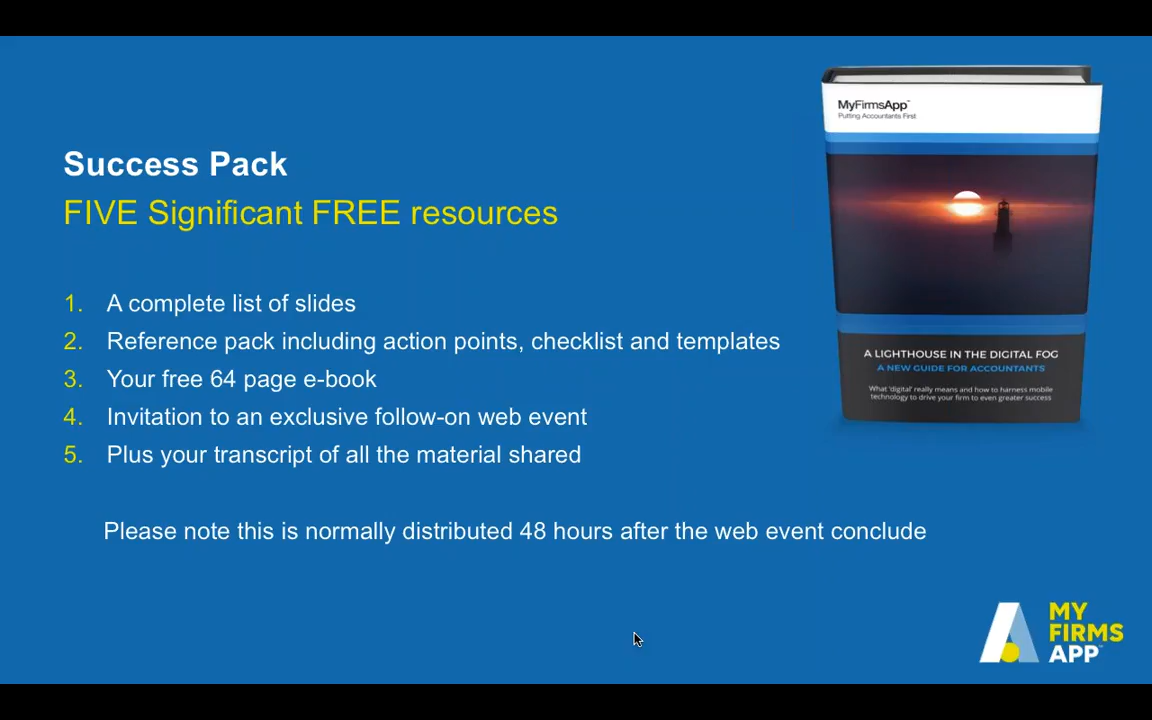 Success Pack
FIVE Significant FREE resources
1. A complete list of slides
2. Reference pack including action points, checklist and templates
3. Your free 64 page e-book
4. Invitation to an exclusive follow-on web event
5. Plus your transcript of all the material shared
Please note this is normally distributed 48 hours after the web event conclude
MyFirmsApp™
Putting Accountants First
A LIGHTHOUSE IN THE DIGITAL FOG
A NEW GUIDE FOR ACCOUNTANTS
What 'digital' really means and how to harness mobile
technology to drive your firm to even greater success
MY
FIRMS
APP™